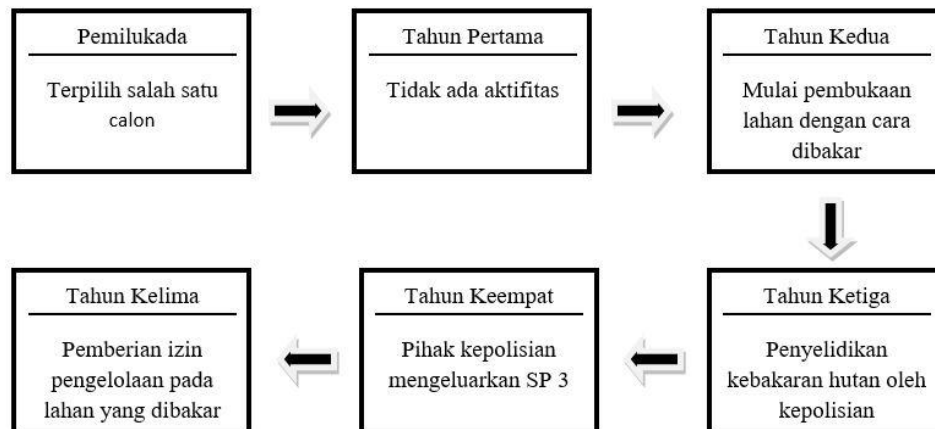 Pemilukada
Terpilih salah satu
calon
Tahun Pertama
Tidak ada aktifitas
Tahun Kedua
Mulai pembukaan
lahan dengan cara
dibakar
Tahun Ketiga
Penyelidikan
kebakaran hutan oleh
kepolisian
Tahun Keempat
Pihak kepolisian
mengeluarkan SP 3
Tahun Kelima
Pemberian izin
pengelolaan pada
lahan yang dibakar